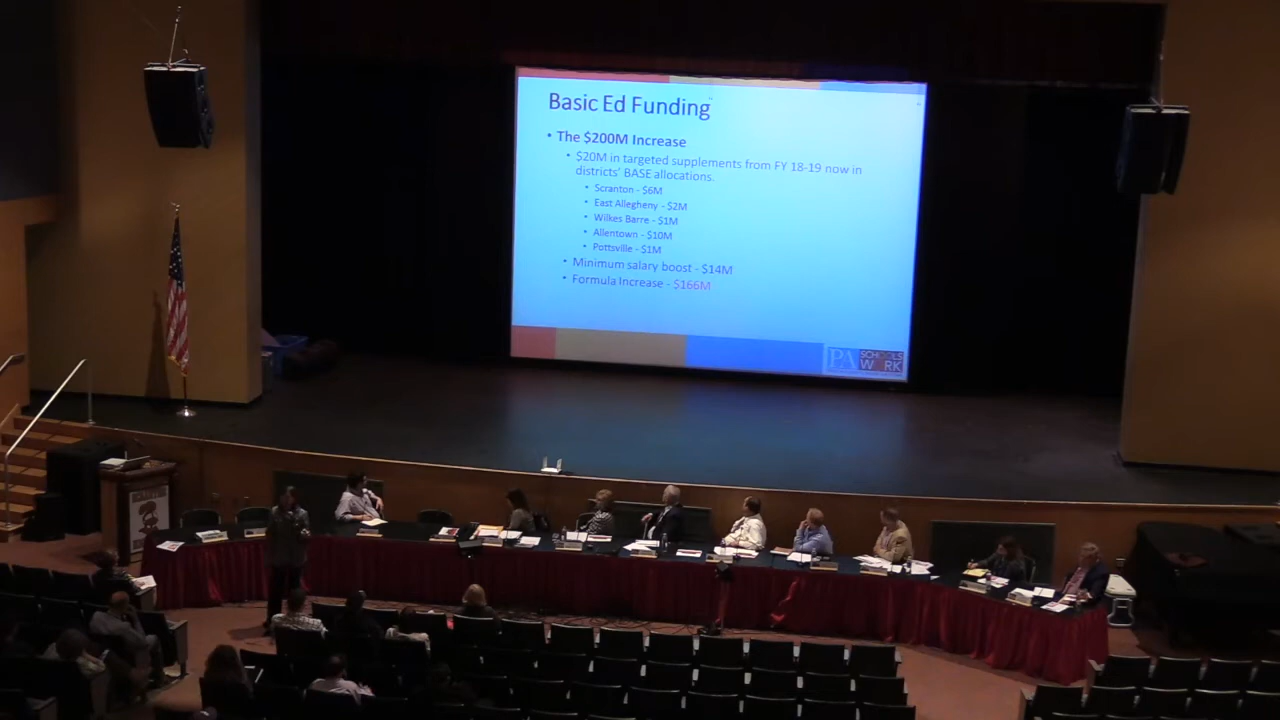 Basic Ed Funding
• The $200M Increase
• $20M in targeted supplements from FY 18-19 now in
districts' BASE allocations.
• Scranton - $6M
• East Allegheny - $2M
• Wilkes Barre - $1M
• Allentown - $10M
• Pottsville - $1M
• Minimum salary boost - $14M
• Formula Increase - $166M
PA SCHOOLS
WORK